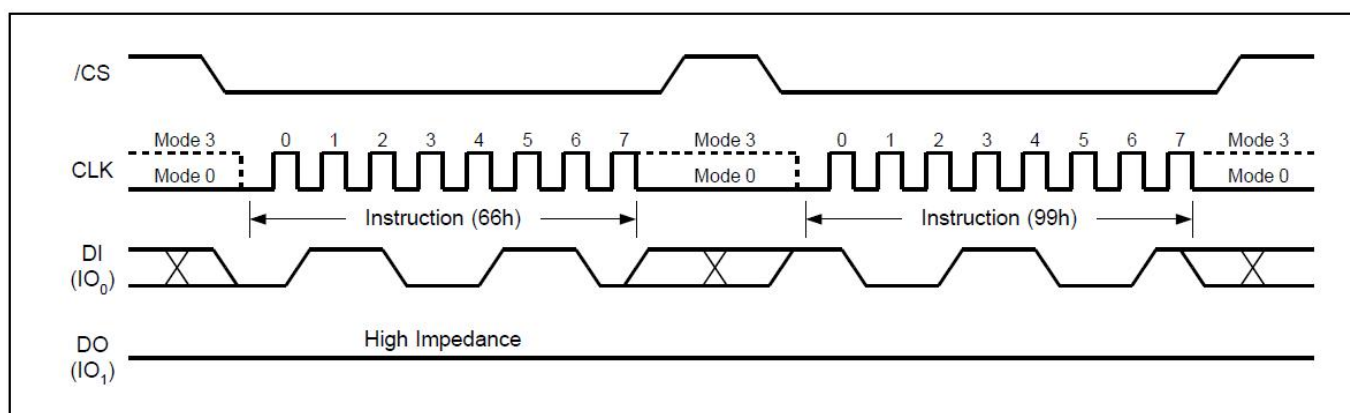 /CS
Mode 3 0 1 2 3 4 5 6 7 Mode 3 0 1 2 3 4 5 6 7 Mode 3
CLK
Mode 0 Mode 0 Mode 0
Instruction (66h) Instruction (99h)
DI
(IO0)
High Impedance
DO
(IO1)